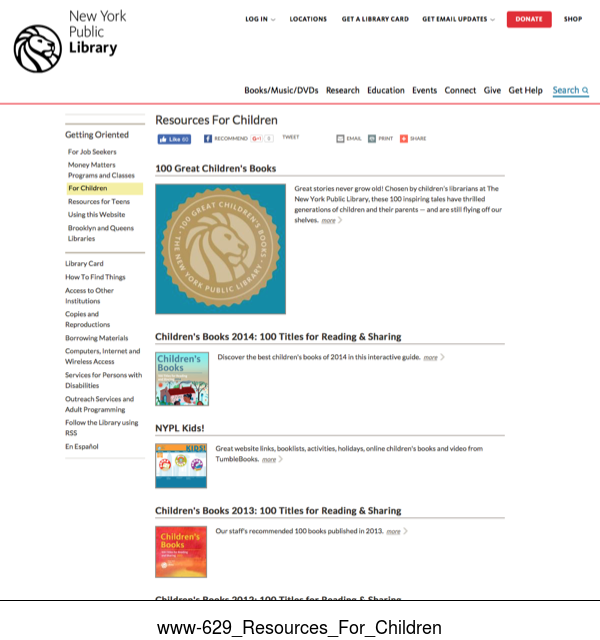 New York
Public
Library
LOG IN
LOCATIONS
GET A LIBRARY CARD
GET EMAIL UPDATES
DONATE
SHOP
Books/Music/DVDs Research Education Events Connect Give Get Help Search
Resources For Children
Like 60
RECOMMEND
TWEET
EMAIL
PRINT
SHARE
Getting Oriented
For Job Seekers
Money Matters
Programs and Classes
For Children
Resources for Teens
Using this Website
Brooklyn and Queens
Libraries
Library Card
How To Find Things
Access to Other
Institutions
Copies and
Reproductions
Borrowing Materials
Computers, Internet and
Wireless Access
Services for Persons with
Disabilities
Outreach Services and
Adult Programming
Follow the Library using
RSS
En Español
100 Great Children's Books
100 GREAT CHILDREN'S BOOKS
THE NEW YORK PUBLIC LIBRARY
Great stories never grow old! Chosen by children's librarians at The
New York Public Library, these 100 inspiring tales have thrilled
generations of children and their parents — and are still flying off our
shelves. more
Children's Books 2014: 100 Titles for Reading & Sharing
Children's
Books
Discover the best children's books of 2014 in this interactive guide. more
NYPL Kids!
KIDS!
Great website links, booklists, activities, holidays, online children's books and video from
TumbleBooks. more
Children's Books 2013: 100 Titles for Reading & Sharing
Children's
Books
Our staff's recommended 100 books published in 2013. more
Children's Books 2012: 100 Titles for Reading & Sharing
www-629_Resources_For_Children